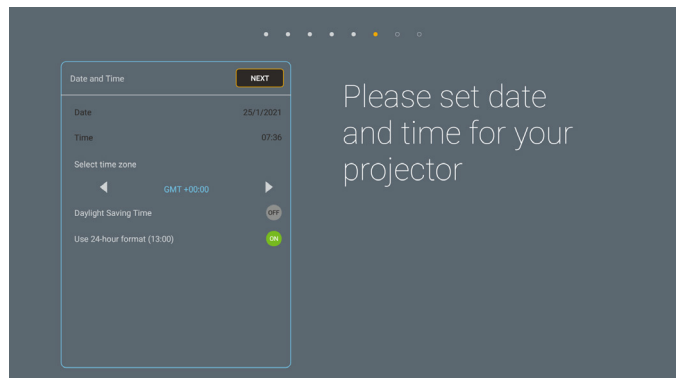 Date and Time
NEXT
Date
25/1/2021
Time
07:36
Select time zone
GMT +00:00
Daylight Saving Time
OFF
Use 24-hour format (13:00)
ON
Please set date
and time for your
projector